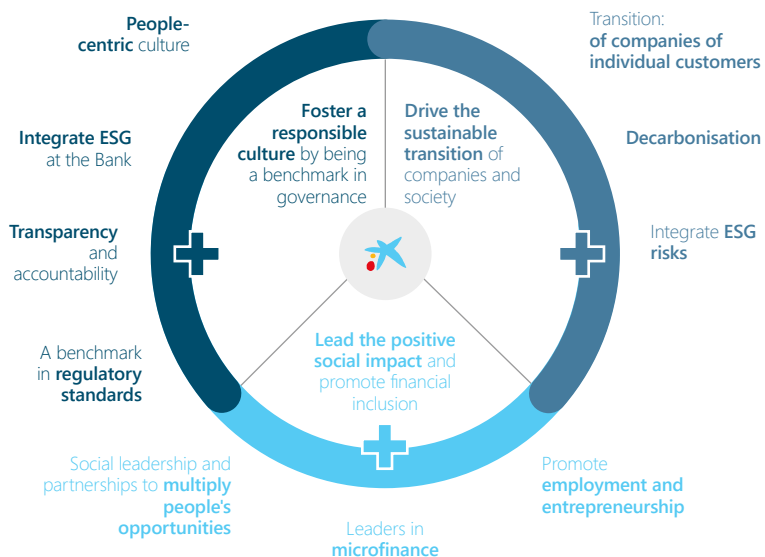 People-
centric culture
Integrate ESG
at the Bank
Transparency
and
accountability
A benchmark
in regulatory
standards
Foster a
responsible
culture by being
a benchmark in
governance
Drive the
sustainable
transition of
companies and
society
Transition:
of companies of
individual customers
Decarbonisation
Integrate ESG
risks
Lead the positive
social impact and
promote financial
inclusion
Social leadership and
partnerships to multiply
people's
opportunities
Leaders in
microfinance
Promote
employment and
entrepreneurship